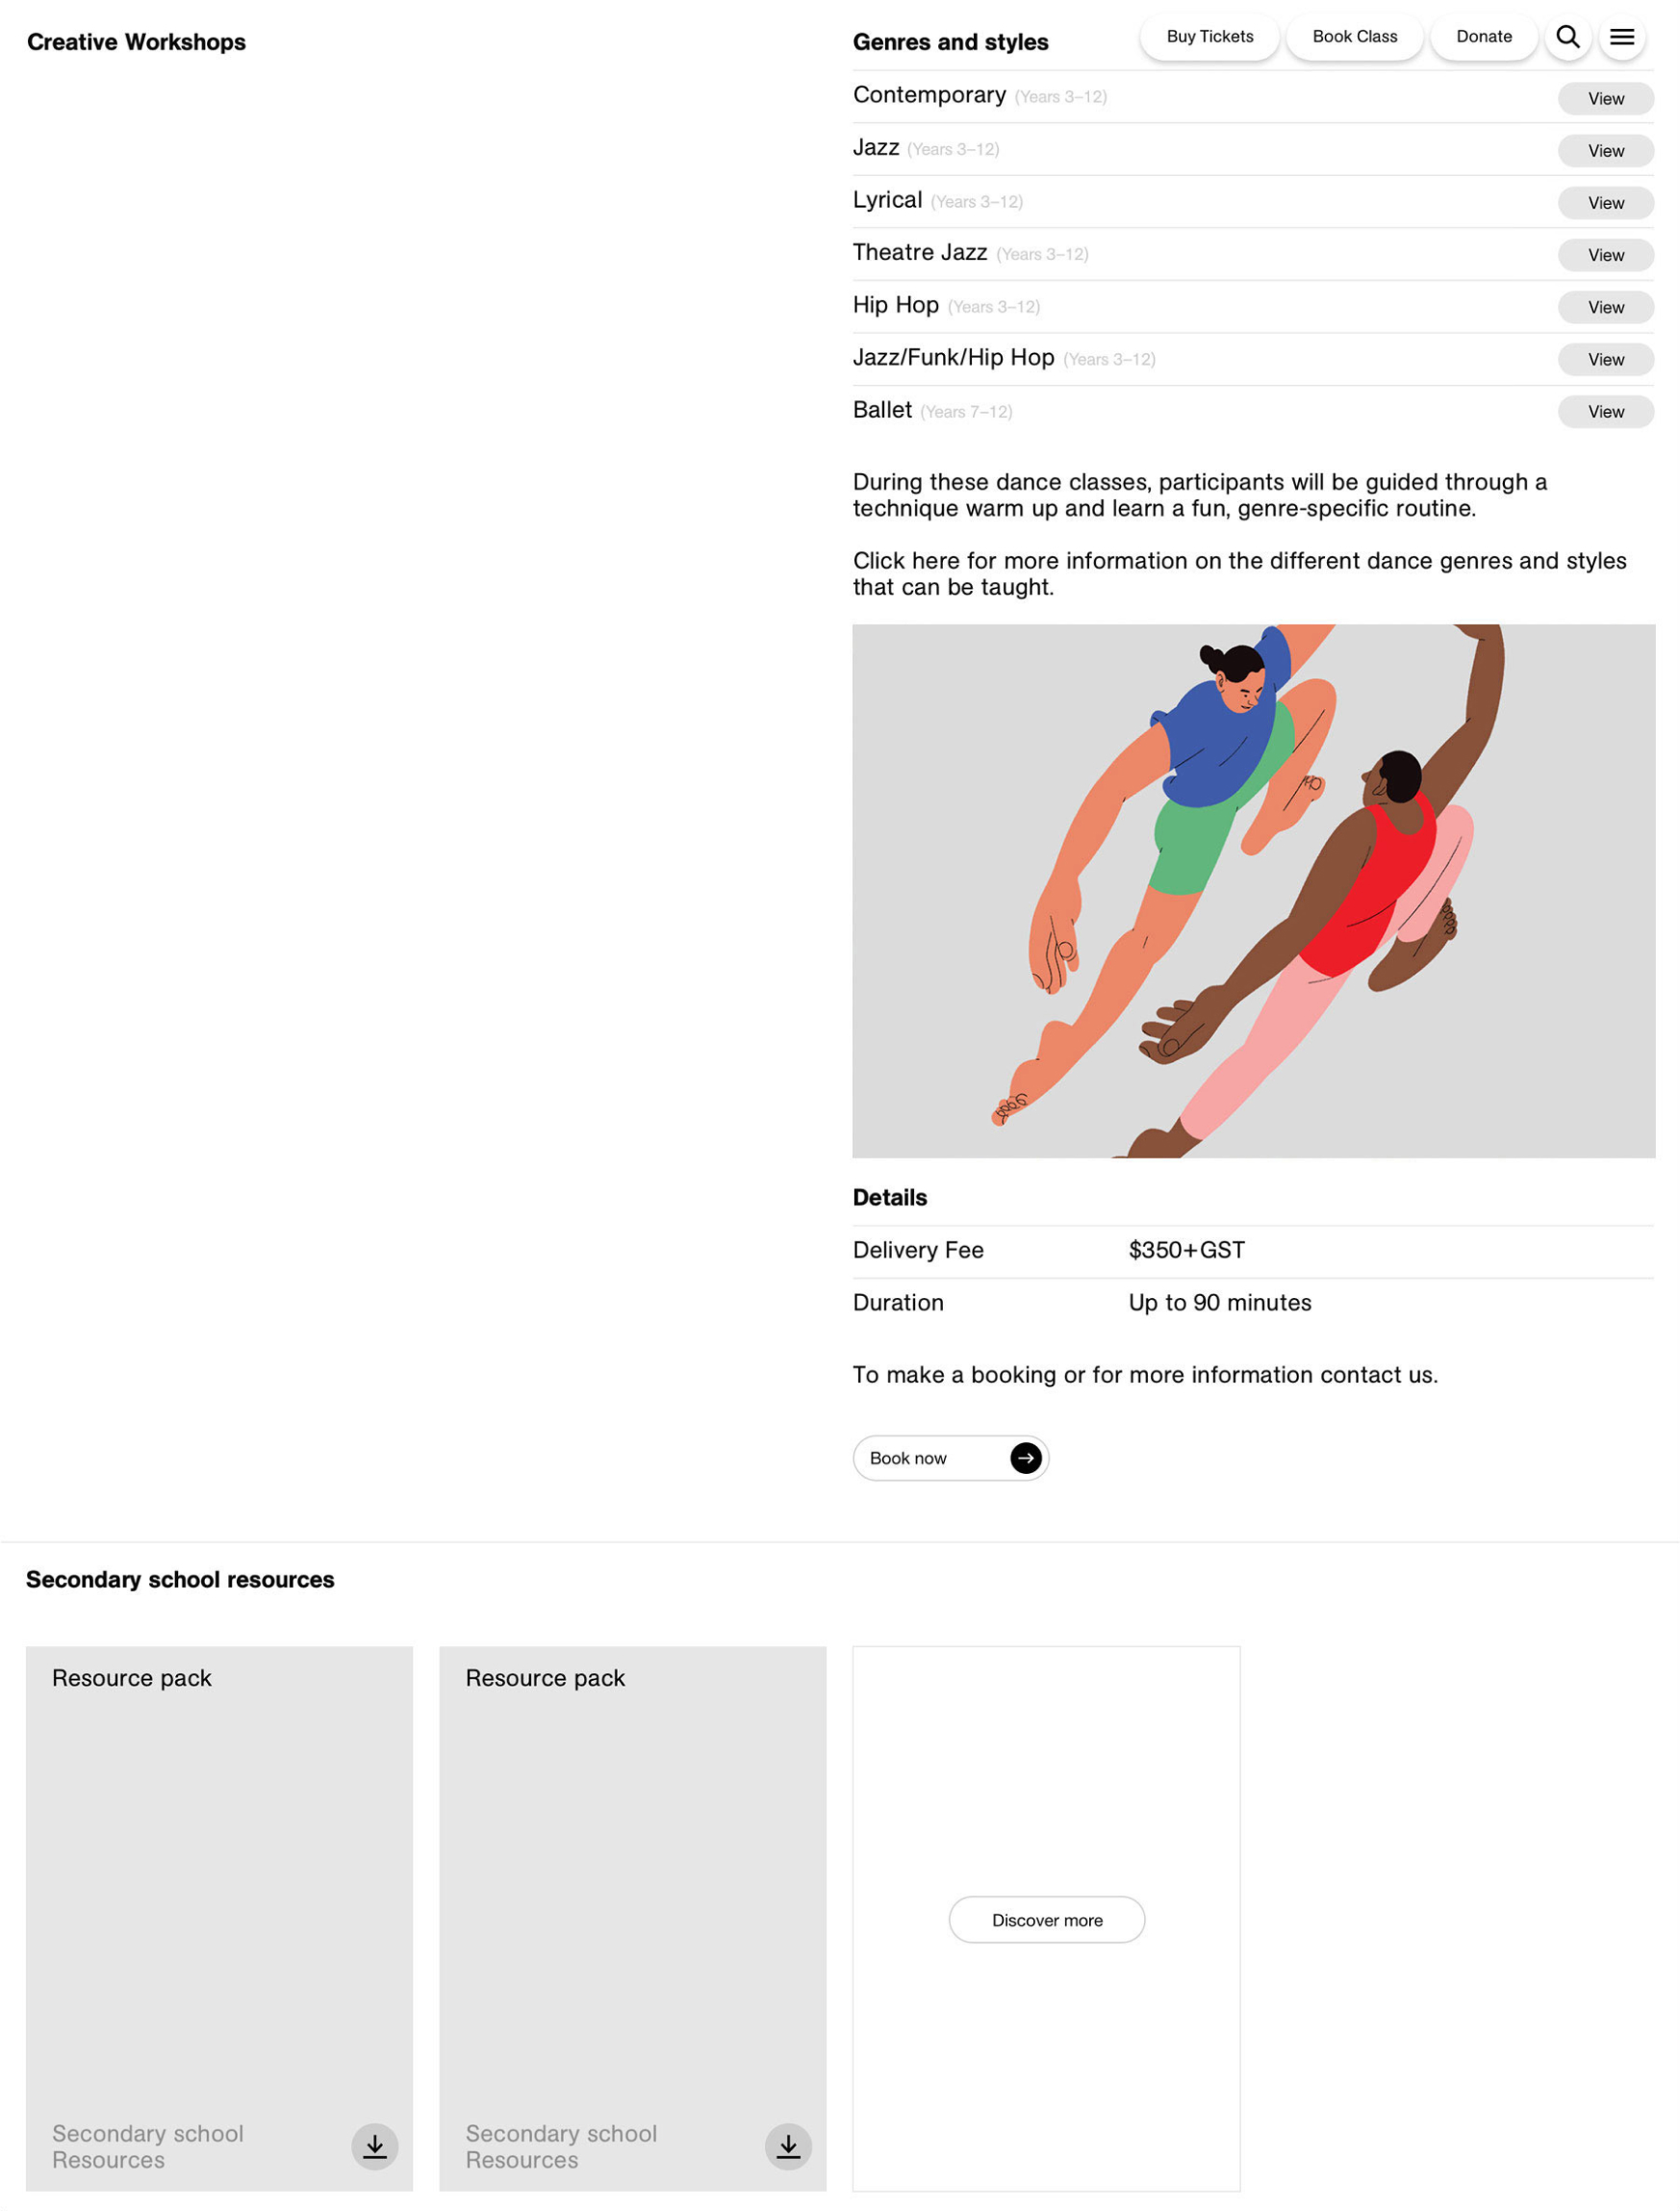 Creative Workshops
Genres and styles
Buy Tickets
Book Class
Donate
Contemporary (Years 3–12)
View
Jazz (Years 3–12)
View
Lyrical (Years 3–12)
View
Theatre Jazz (Years 3–12)
View
Hip Hop (Years 3–12)
View
Jazz/Funk/Hip Hop (Years 3–12)
View
Ballet (Years 7–12)
View
During these dance classes, participants will be guided through a
technique warm up and learn a fun, genre-specific routine.
Click here for more information on the different dance genres and styles
that can be taught.
Details
Delivery Fee $350+GST
Duration Up to 90 minutes
To make a booking or for more information contact us.
Book now
Secondary school resources
Resource pack
Secondary school
Resources
Resource pack
Secondary school
Resources
Discover more